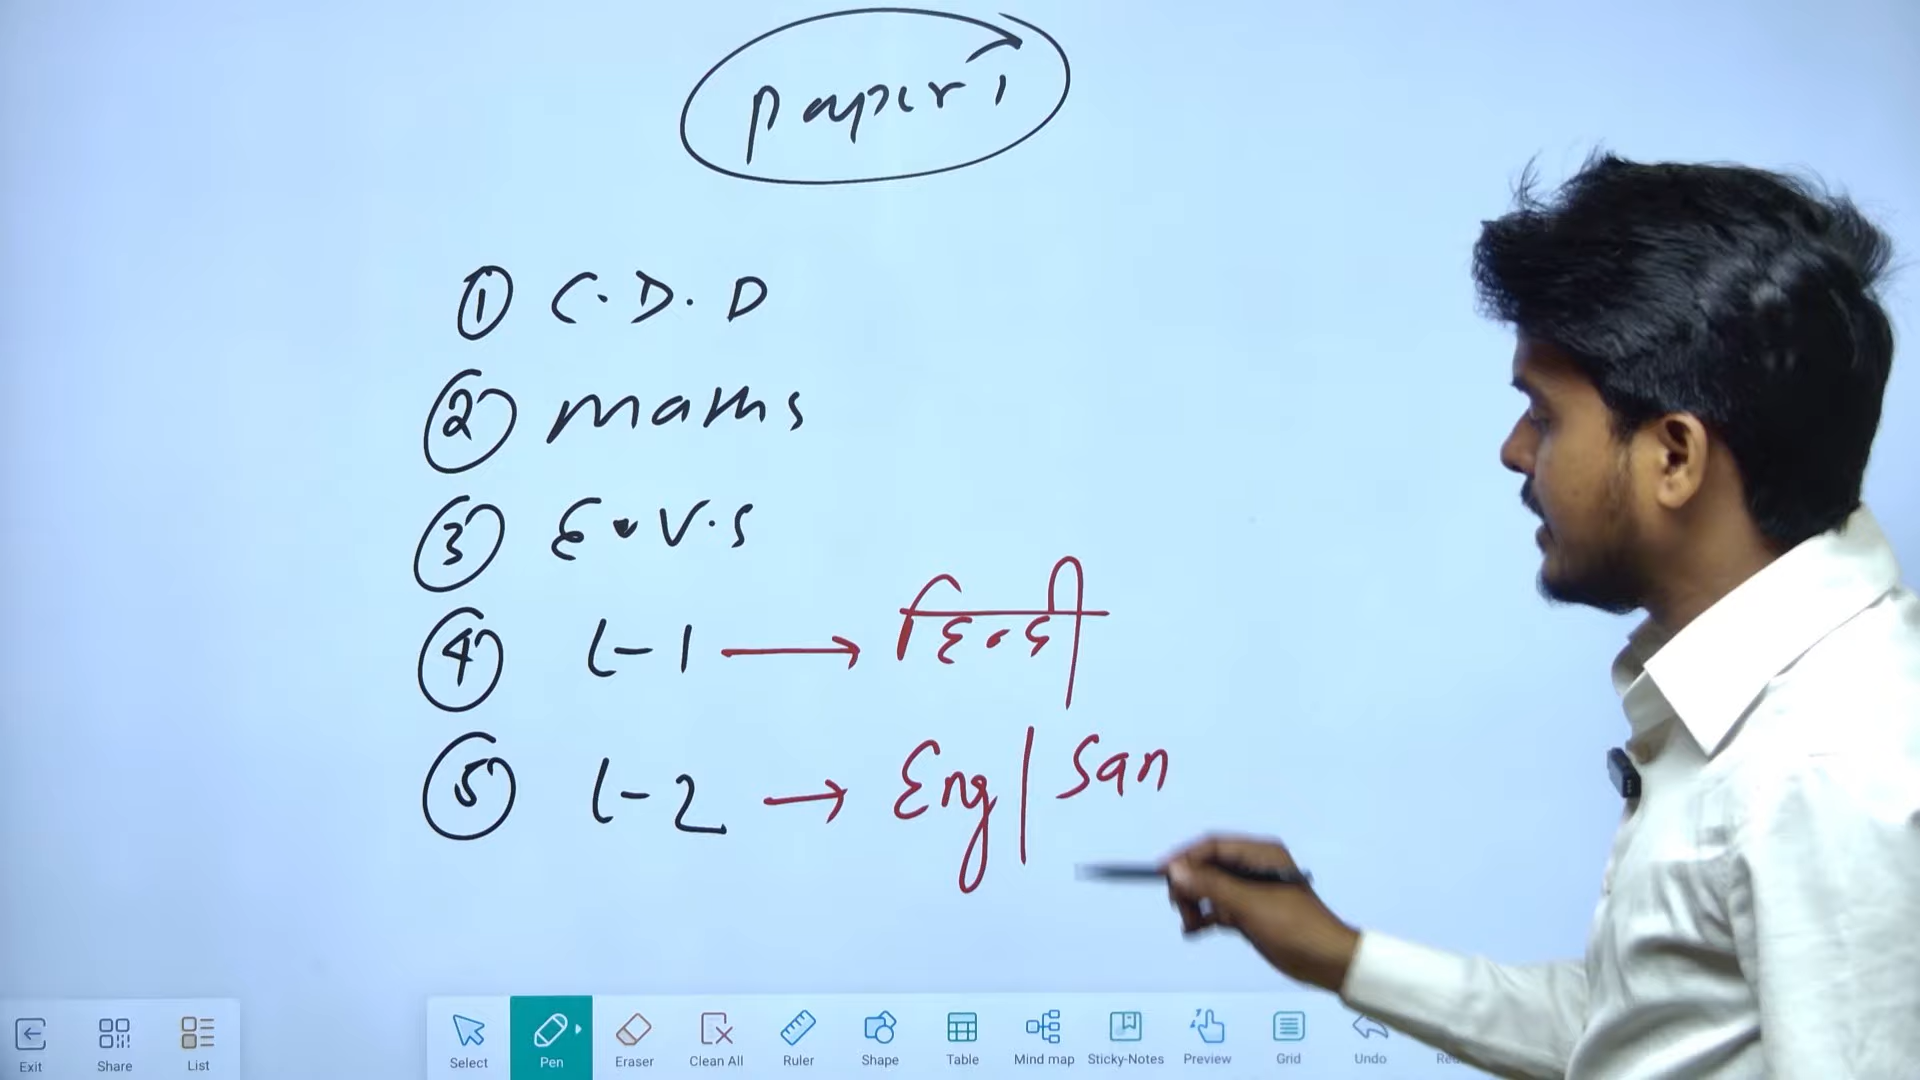 Paper 1
① C.D.D
② Maths
③ E.V.S
④ L-1 → हिन्दी
⑤ L-2 → Eng | San
Exit Share List Select Pen Eraser Clean All Ruler Shape Table Mind map Sticky-Notes Preview Grid Undo